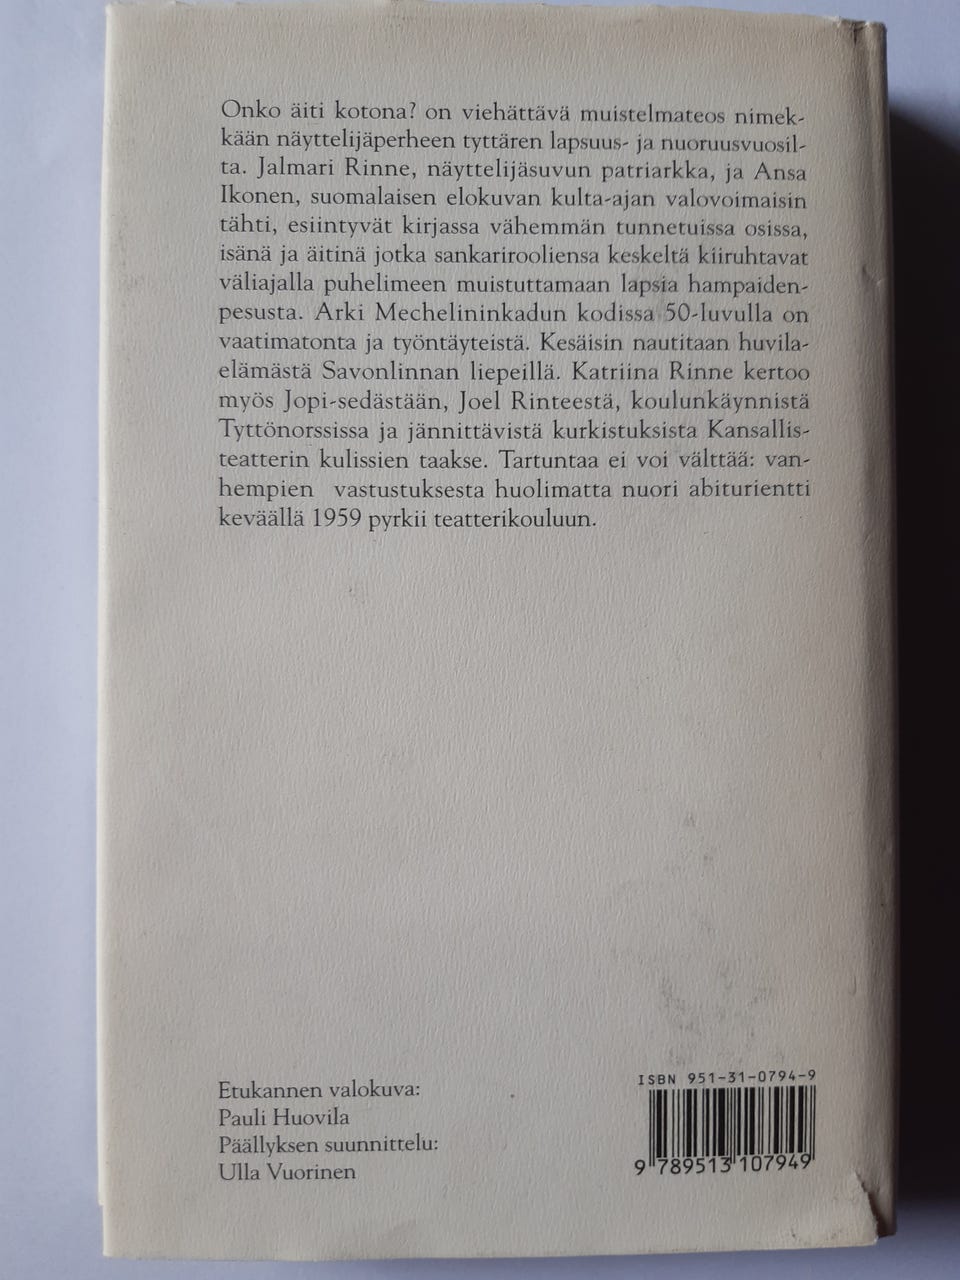 Onko äiti kotona? on viehättävä muistelmateos nimek-
kään näyttelijäperheen tyttären lapsuus- ja nuoruusvuosil-
ta. Jalmari Rinne, näyttelijäsuvun patriarkka, ja Ansa
Ikonen, suomalaisen elokuvan kulta-ajan valovoimaisin
tähti, esiintyvät kirjassa vähemmän tunnetuissa osissa,
isänä ja äitinä jotka sankarirooliensa keskeltä kiiruhtavat
väliajalla puhelimeen muistuttamaan lapsia hampaiden-
pesusta. Arki Mechelininkadun kodissa 50-luvulla on
vaatimatonta ja työntäyteistä. Kesäisin nautitaan huvila-
elämästä Savonlinnan liepeillä. Katriina Rinne kertoo
myös Jopi-sedästään, Joel Rinteestä, koulunkäynnistä
Tyttönorssissa ja jännittävistä kurkistuksista Kansallis-
teatterin kulissien taakse. Tartuntaa ei voi välttää: van-
hempien vastustuksesta huolimatta nuori abiturientti
keväällä 1959 pyrkii teatterikouluun.
Etukannen valokuva:
Pauli Huovila
Päällyksen suunnittelu:
Ulla Vuorinen
ISBN 951-31-0794-9
9 789513 107949